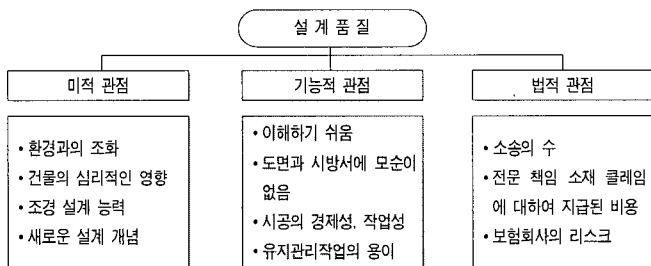 설계품질
미적 관점
기능적 관점
법적 관점
• 환경과의 조화
• 건물의 심리적인 영향
• 조경 설계 능력
• 새로운 설계 개념
• 이해하기 쉬움
• 도면과 시방서에 모순이
없음
• 시공의 경제성, 작업성
• 유지관리작업의 용이
• 소송의 수
• 전문 책임 소재 클레임
에 대하여 지급된 비용
• 보험회사의 리스크